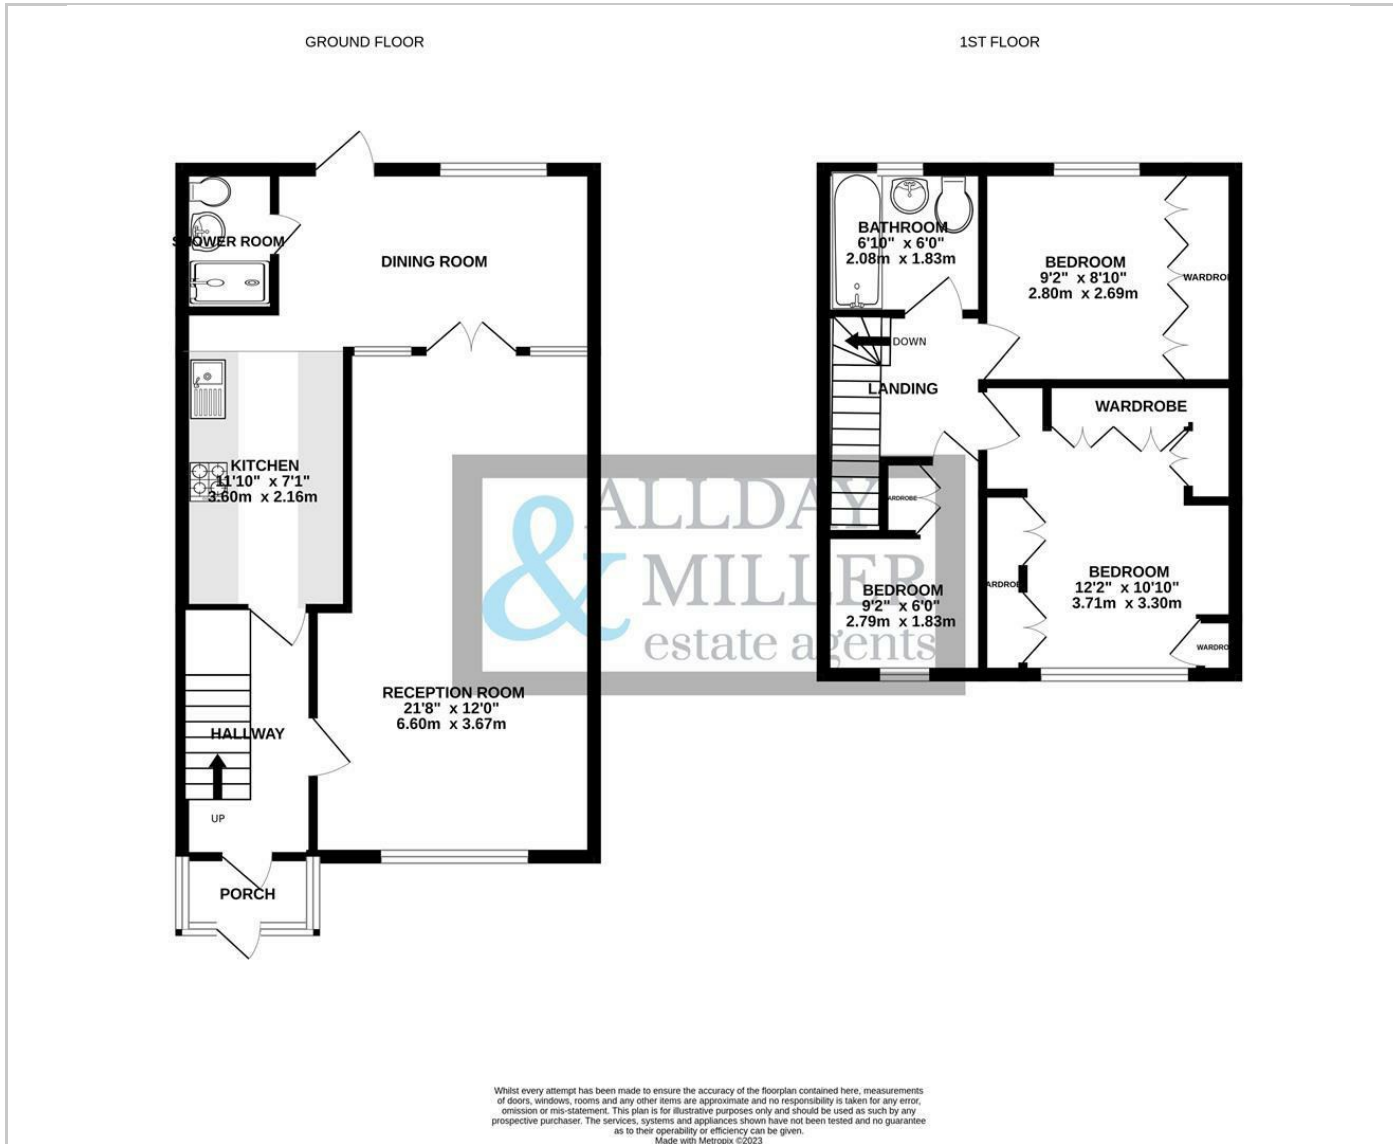 GROUND FLOOR
1ST FLOOR
SHOWER ROOM
DINING ROOM
KITCHEN
11'10" x 7'1"
3.60m x 2.16m
RECEPTION ROOM
21'8" x 12'0"
6.60m x 3.67m
HALLWAY
UP
PORCH
BATHROOM
6'10" x 6'0"
2.08m x 1.83m
BEDROOM
9'2" x 8'10"
2.80m x 2.69m
WARDROB
DOWN
LANDING
WARDROBE
ARDROBE
BEDROOM
9'2" x 6'0"
2.79m x 1.83m
ARDROBE
BEDROOM
12'2" x 10'10"
3.71m x 3.30m
WARDRO
ALLDAY
& MILLER
estate agents
Whilst every attempt has been made to ensure the accuracy of the floorplan contained here, measurements
of doors, windows, rooms and any other items are approximate and no responsibility is taken for any error,
omission or mis-statement. This plan is for illustrative purposes only and should be used as such by any
prospective purchaser. The services, systems and appliances shown have not been tested and no guarantee
as to their operability or efficiency can be given.
Made with Metropix ©2023